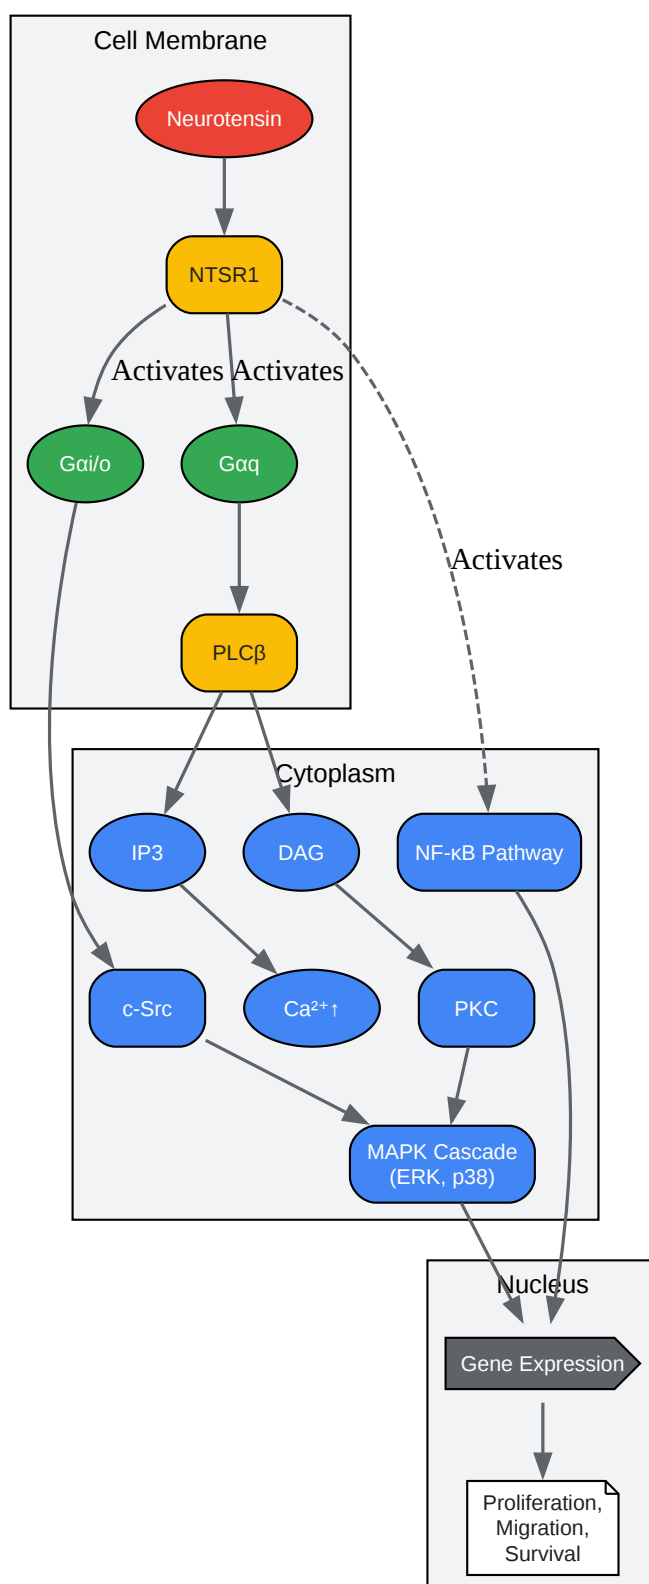 Cell Membrane
Neurotensin
NTSR1
Activates
Activates
Gαi/o
Gαq
Activates
PLCβ
Cytoplasm
IP3
DAG
NF-κB Pathway
c-Src
Ca²⁺↑
PKC
MAPK Cascade
(ERK, p38)
Nucleus
Gene Expression
Proliferation,
Migration,
Survival